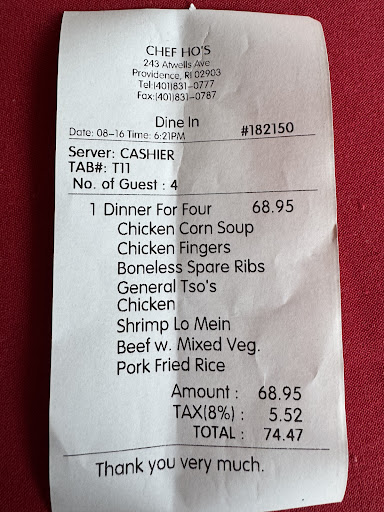 CHEF HO'S
243 Atwells Ave
Providence, RI 02903
Tel:(401)831-0777
Fax:(401)831-0787
Dine In
Date: 08-16 Time: 6:21PM #182150
Server: CASHIER
TAB#: T11
No. of Guest : 4
1 Dinner For Four 68.95
Chicken Corn Soup
Chicken Fingers
Boneless Spare Ribs
General Tso's
Chicken
Shrimp Lo Mein
Beef w. Mixed Veg.
Pork Fried Rice
Amount : 68.95
TAX(8%) : 5.52
TOTAL : 74.47
Thank you very much.